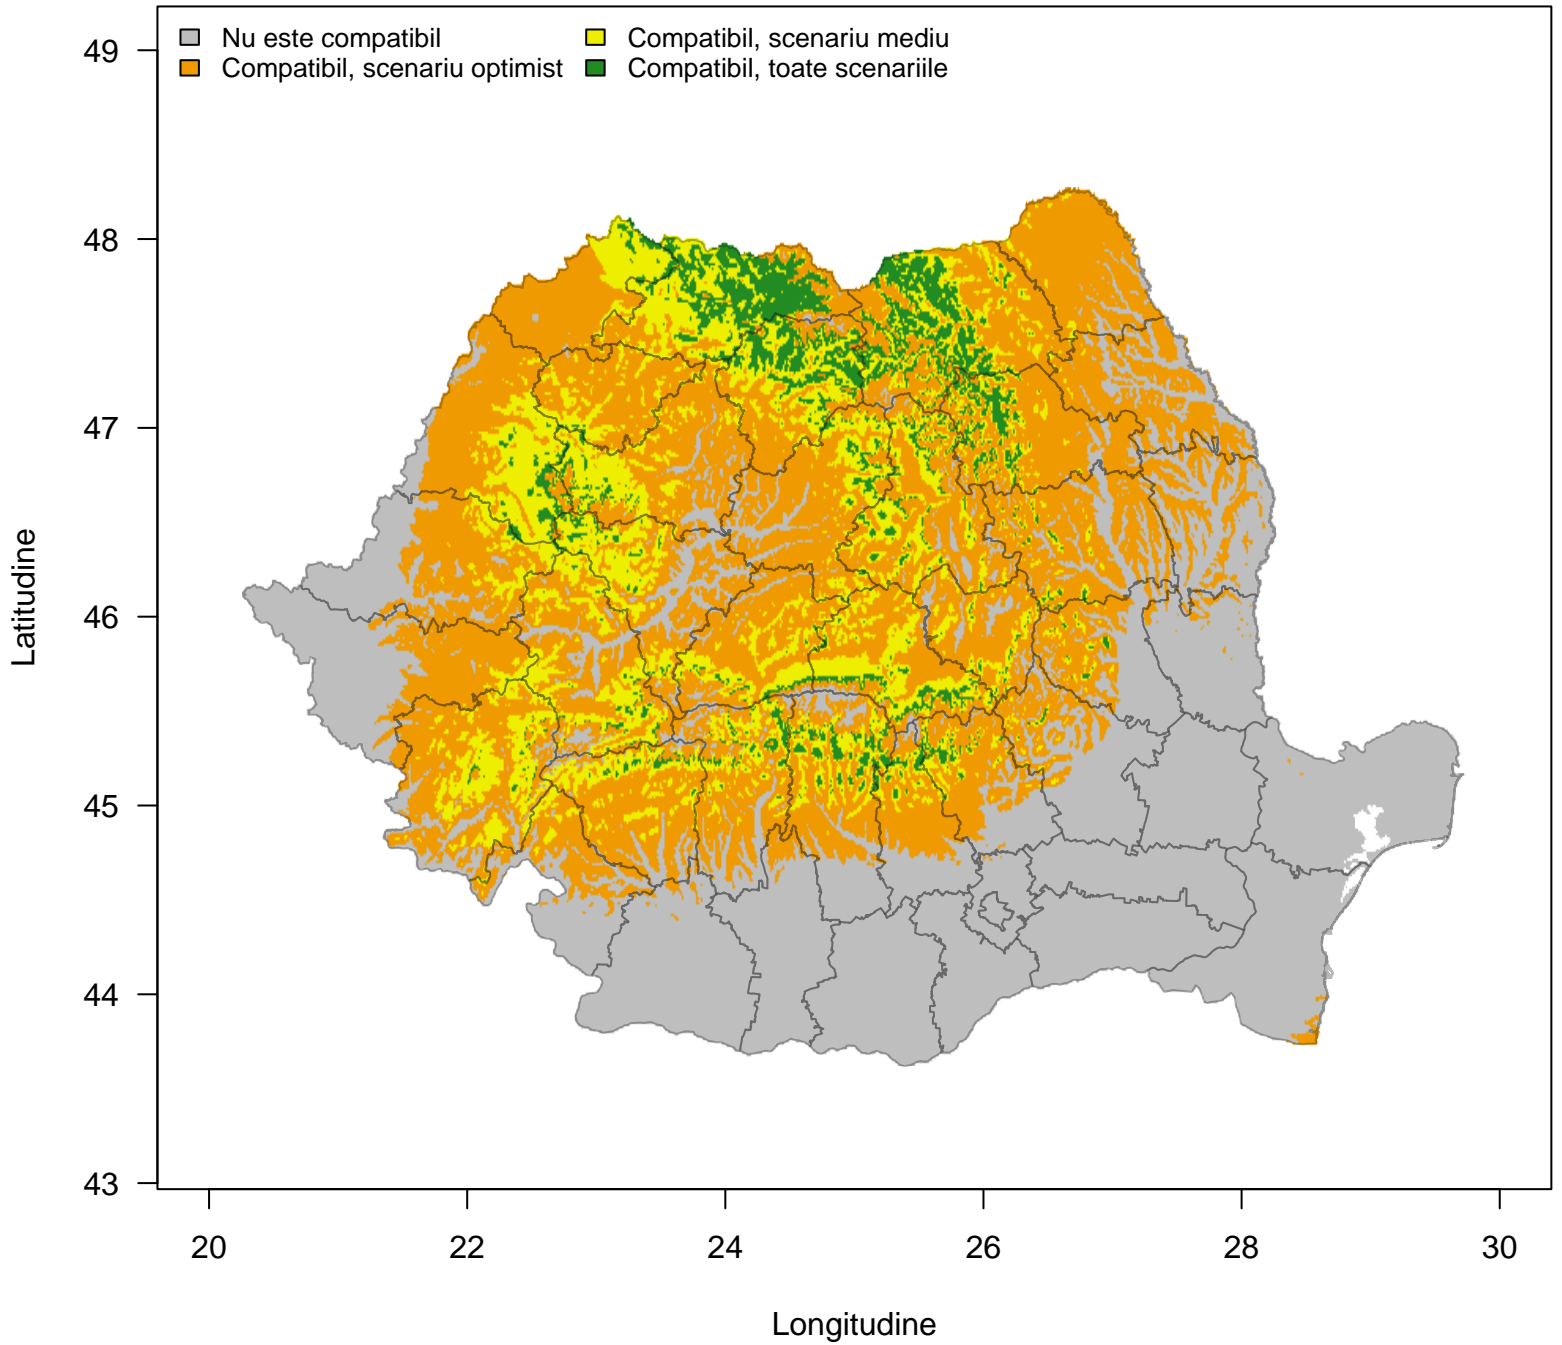 Nu este compatibil
Compatibil, scenariu optimist
Compatibil, scenariu mediu
Compatibil, toate scenariile
49
48
47
46
45
44
43
Latitudine
20 22 24 26 28 30
Longitudine